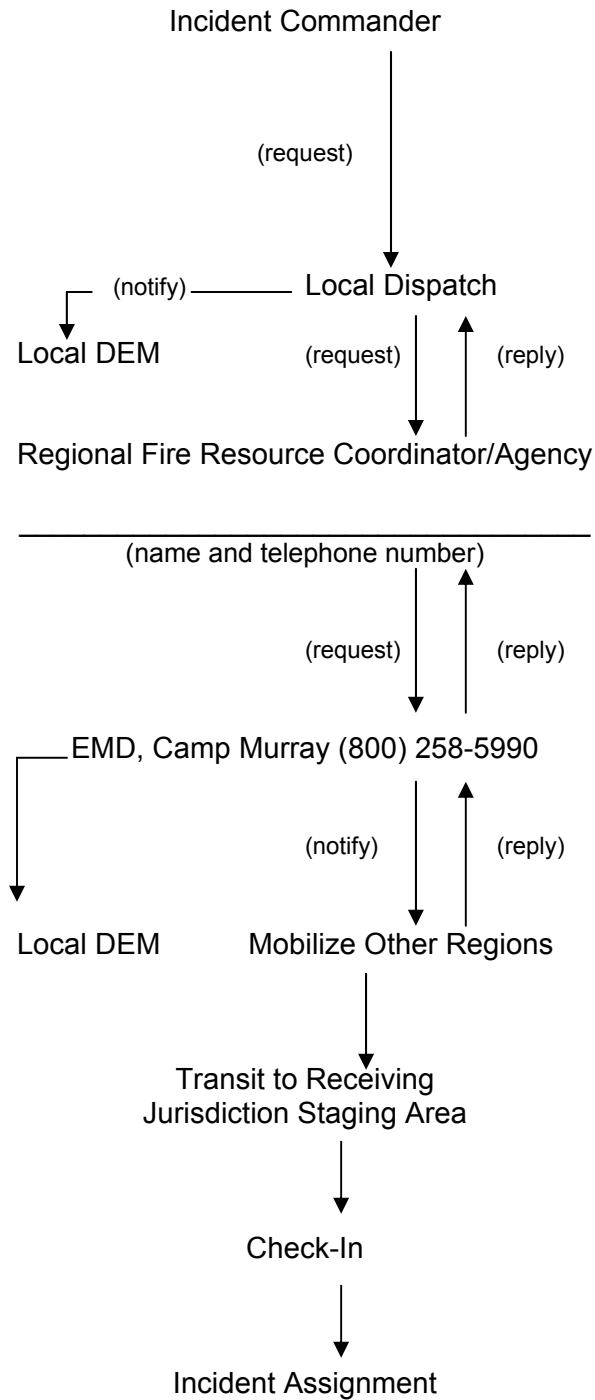 Incident Commander
(request)
(notify) Local Dispatch
Local DEM (request) (reply)
Regional Fire Resource Coordinator/Agency
(name and telephone number)
(request) (reply)
EMD, Camp Murray (800) 258-5990
(notify) (reply)
Local DEM Mobilize Other Regions
Transit to Receiving
Jurisdiction Staging Area
Check-In
Incident Assignment